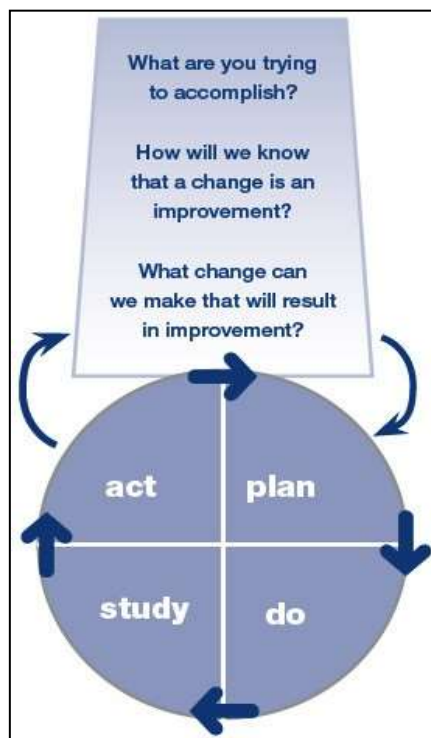 What are you trying
to accomplish?
How will we know
that a change is an
improvement?
What change can
we make that will result
in improvement?
act
plan
study
do